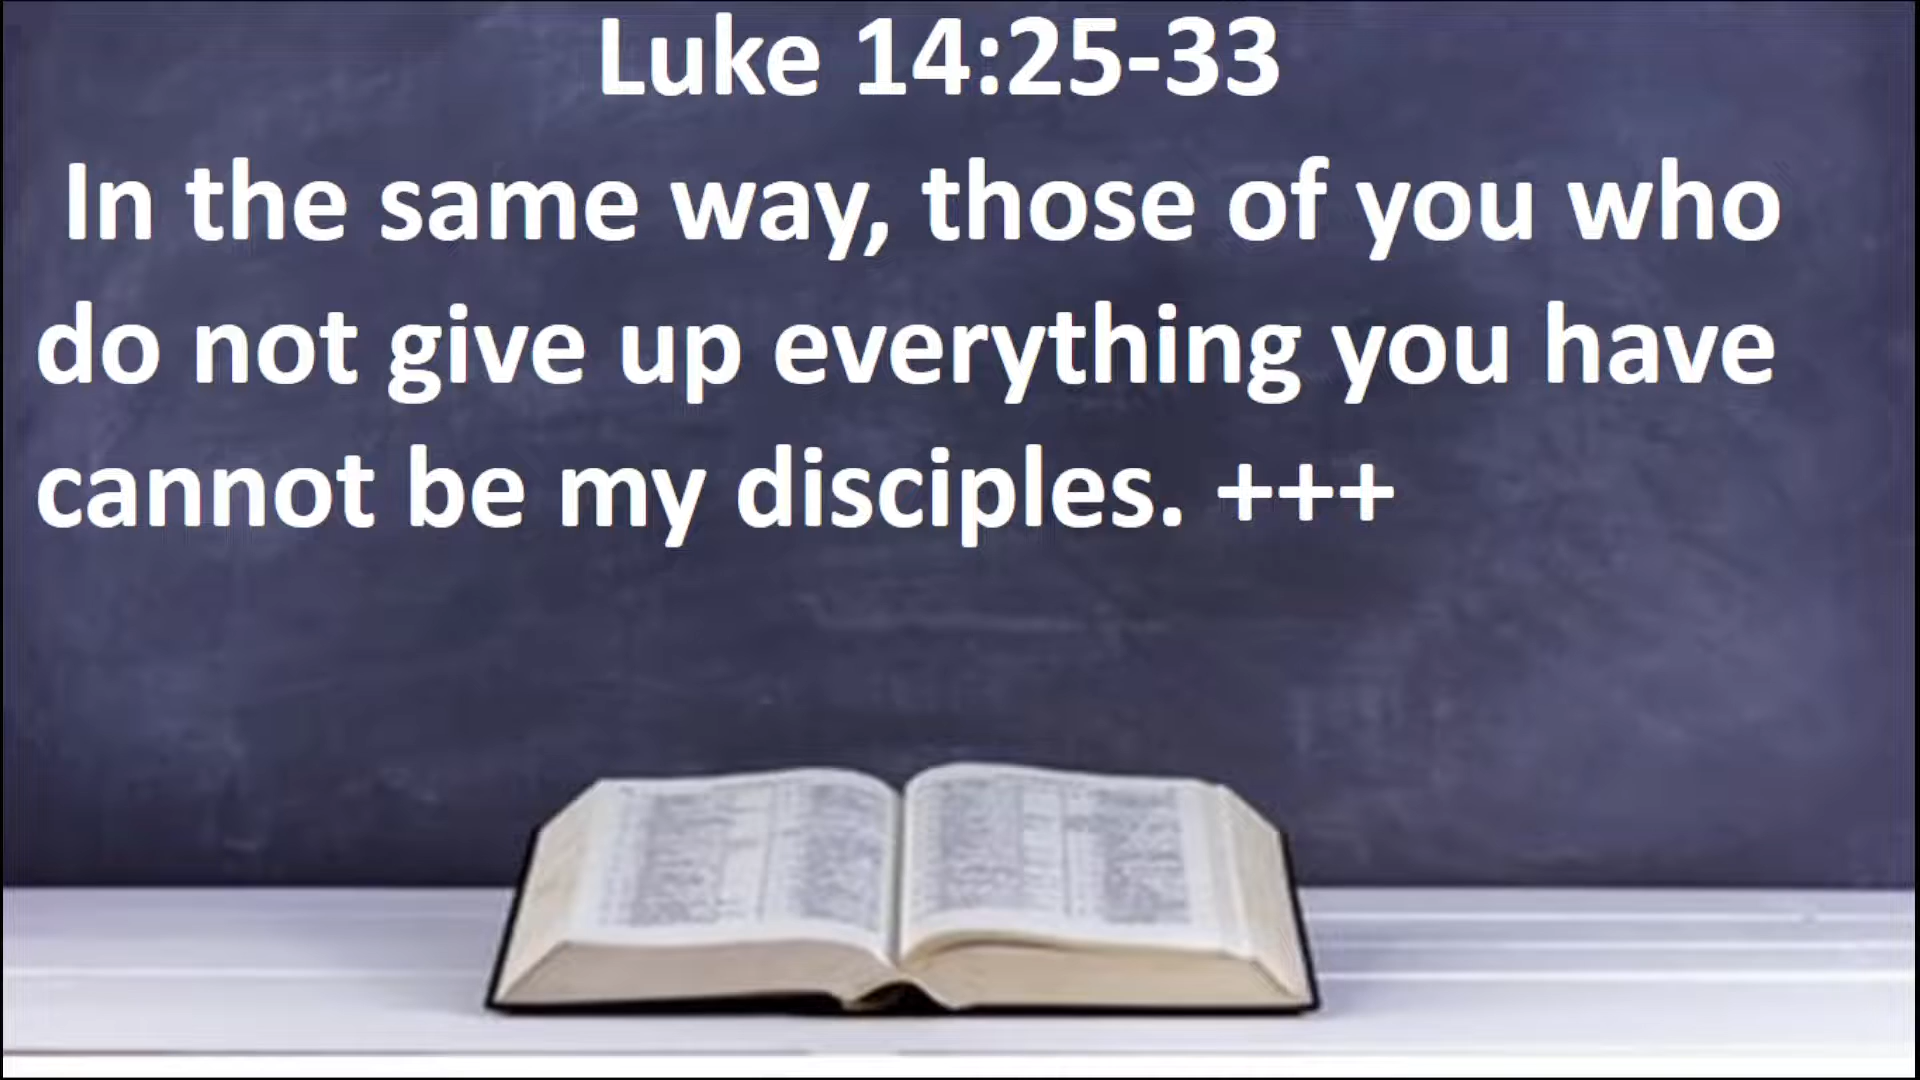 Luke 14:25-33
In the same way, those of you who
do not give up everything you have
cannot be my disciples. +++